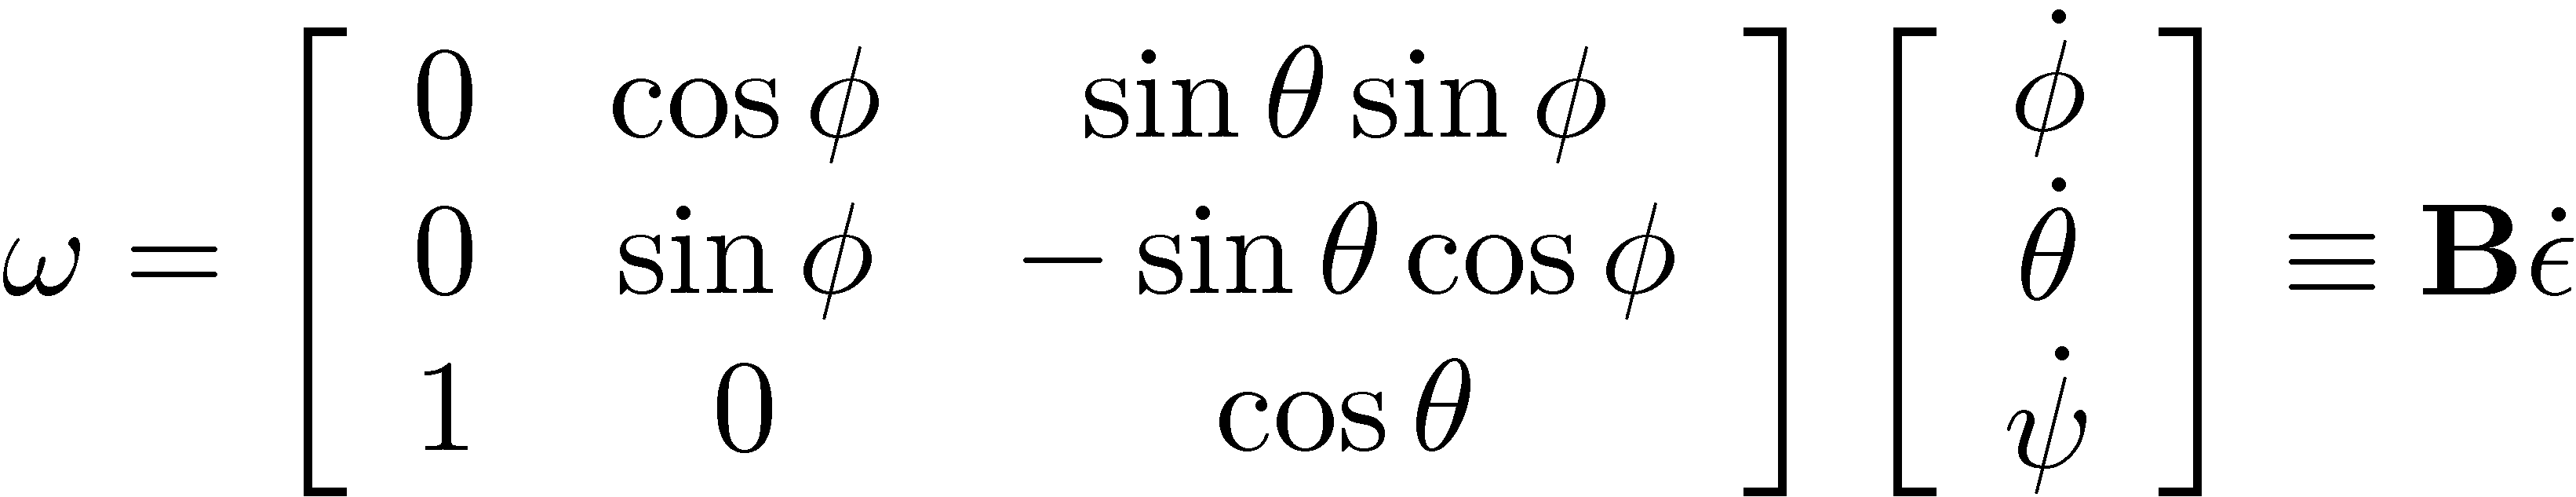 ω = [ 0 cos ϕ sin θ sin ϕ ; 0 sin ϕ − sin θ cos ϕ ; 1 0 cos θ ] [ ϕ̇ ; θ̇ ; ψ̇ ] ≡ 𝐁ϵ̇